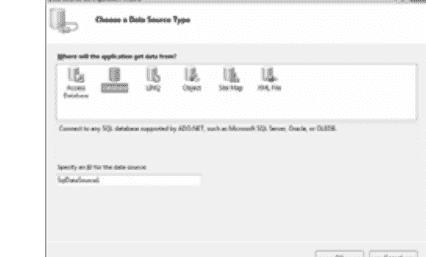 Choose a Data Source Type
Where will the application get data from?
Access Database
Database
LINQ
Object
Site Map
XML File
Connect to any SQL database supported by ADO.NET, such as Microsoft SQL Server, Oracle, or OLEDB.
Specify an ID for the data source:
SqlDataSource1